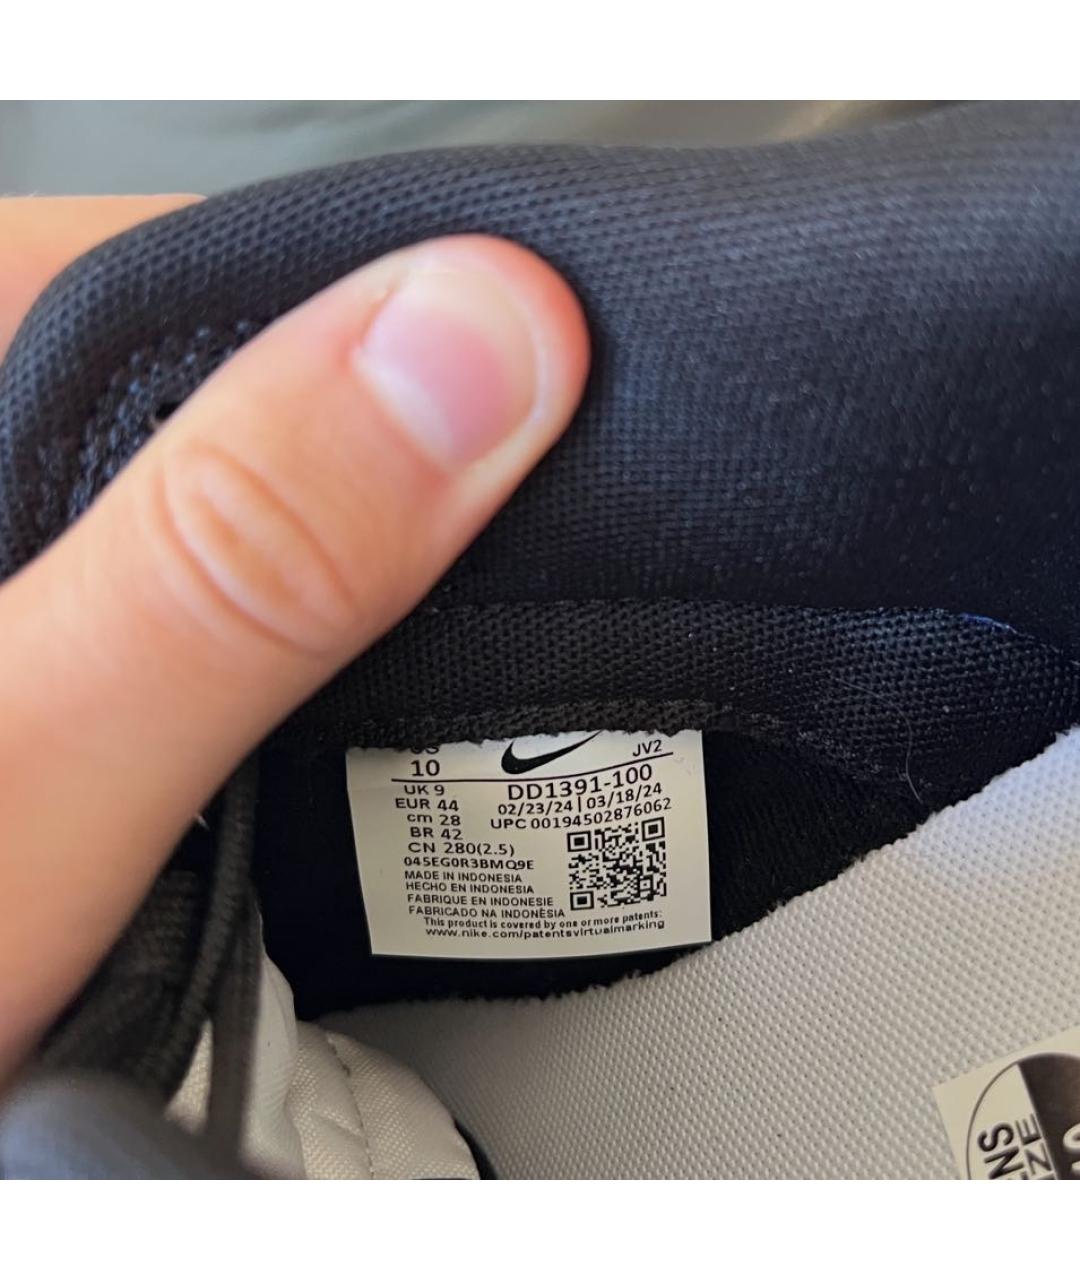 US
10
JV2
UK 9
DD1391-100
EUR 44
02/23/24 | 03/18/24
cm 28
UPC 00194502876062
BR 42
CN 280(2.5)
045EG0R3BMQ9E
MADE IN INDONESIA
HECHO EN INDONESIA
FABRIQUE EN INDONESIE
FABRICADO NA INDONÈSIA
This product is covered by one or more patents:
www.nike.com/patentsvirtualmarking